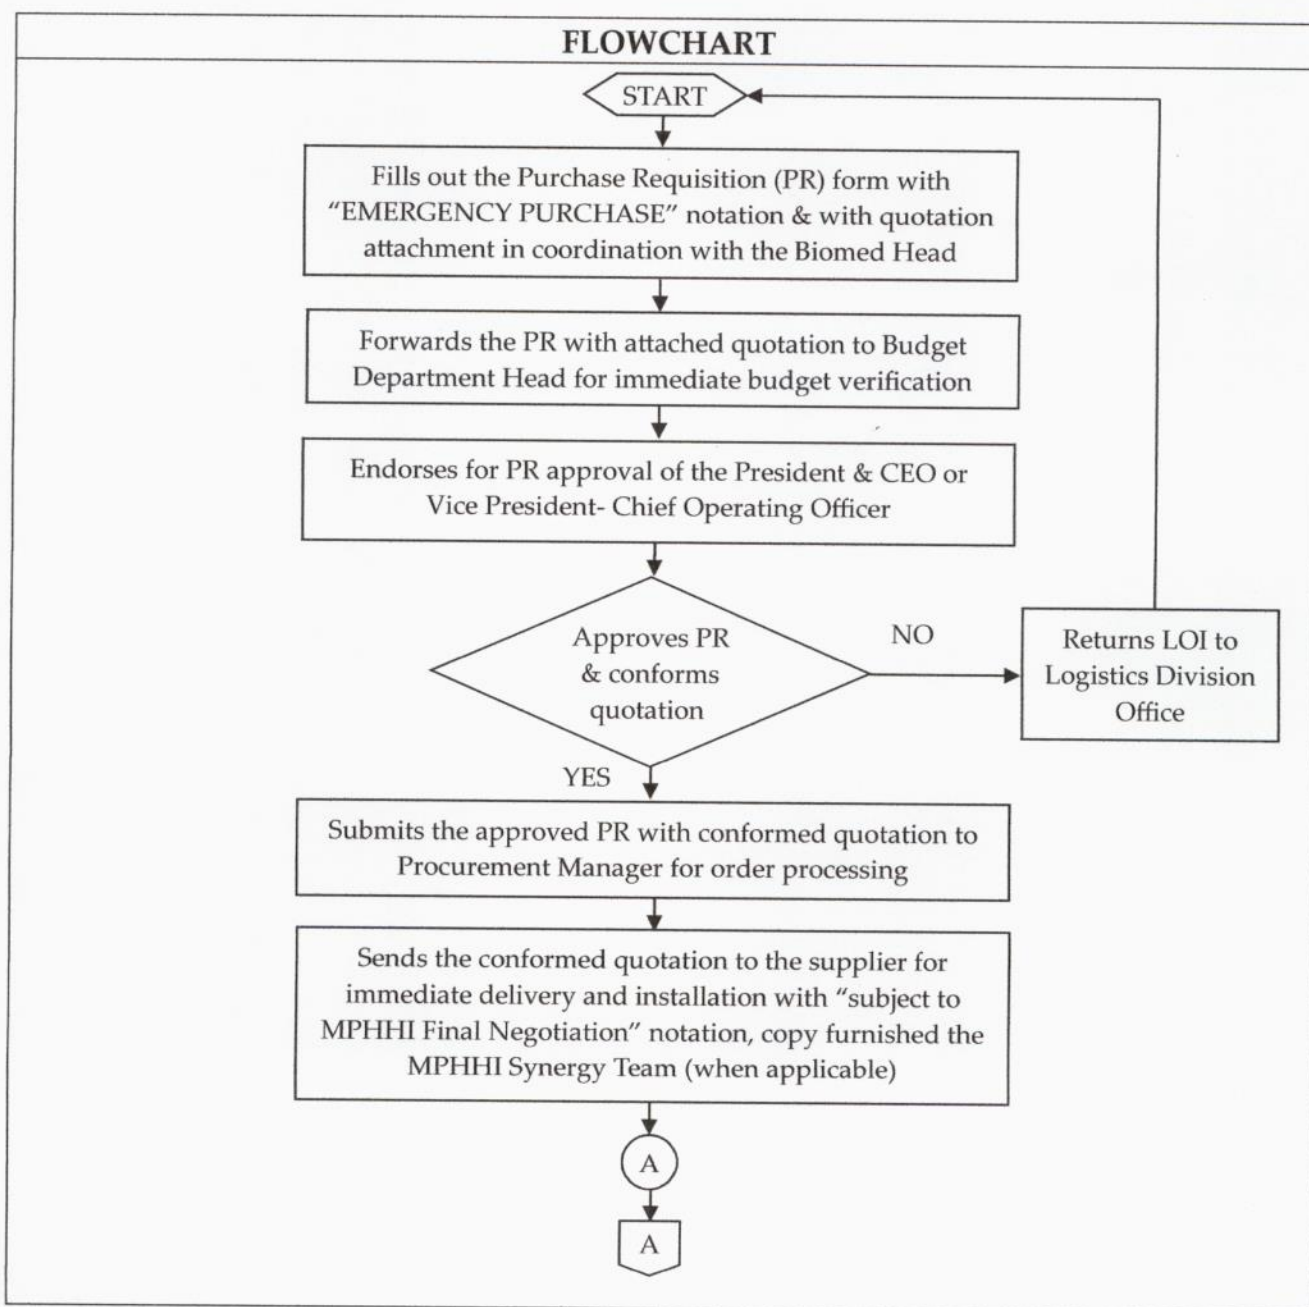 FLOWCHART
START
Fills out the Purchase Requisition (PR) form with
“EMERGENCY PURCHASE” notation & with quotation
attachment in coordination with the Biomed Head
Forwards the PR with attached quotation to Budget
Department Head for immediate budget verification
Endorses for PR approval of the President & CEO or
Vice President- Chief Operating Officer
Approves PR
& conforms
quotation
NO
Returns LOI to
Logistics Division
Office
YES
Submits the approved PR with conformed quotation to
Procurement Manager for order processing
Sends the conformed quotation to the supplier for
immediate delivery and installation with “subject to
MPHHI Final Negotiation” notation, copy furnished the
MPHHI Synergy Team (when applicable)
A
A